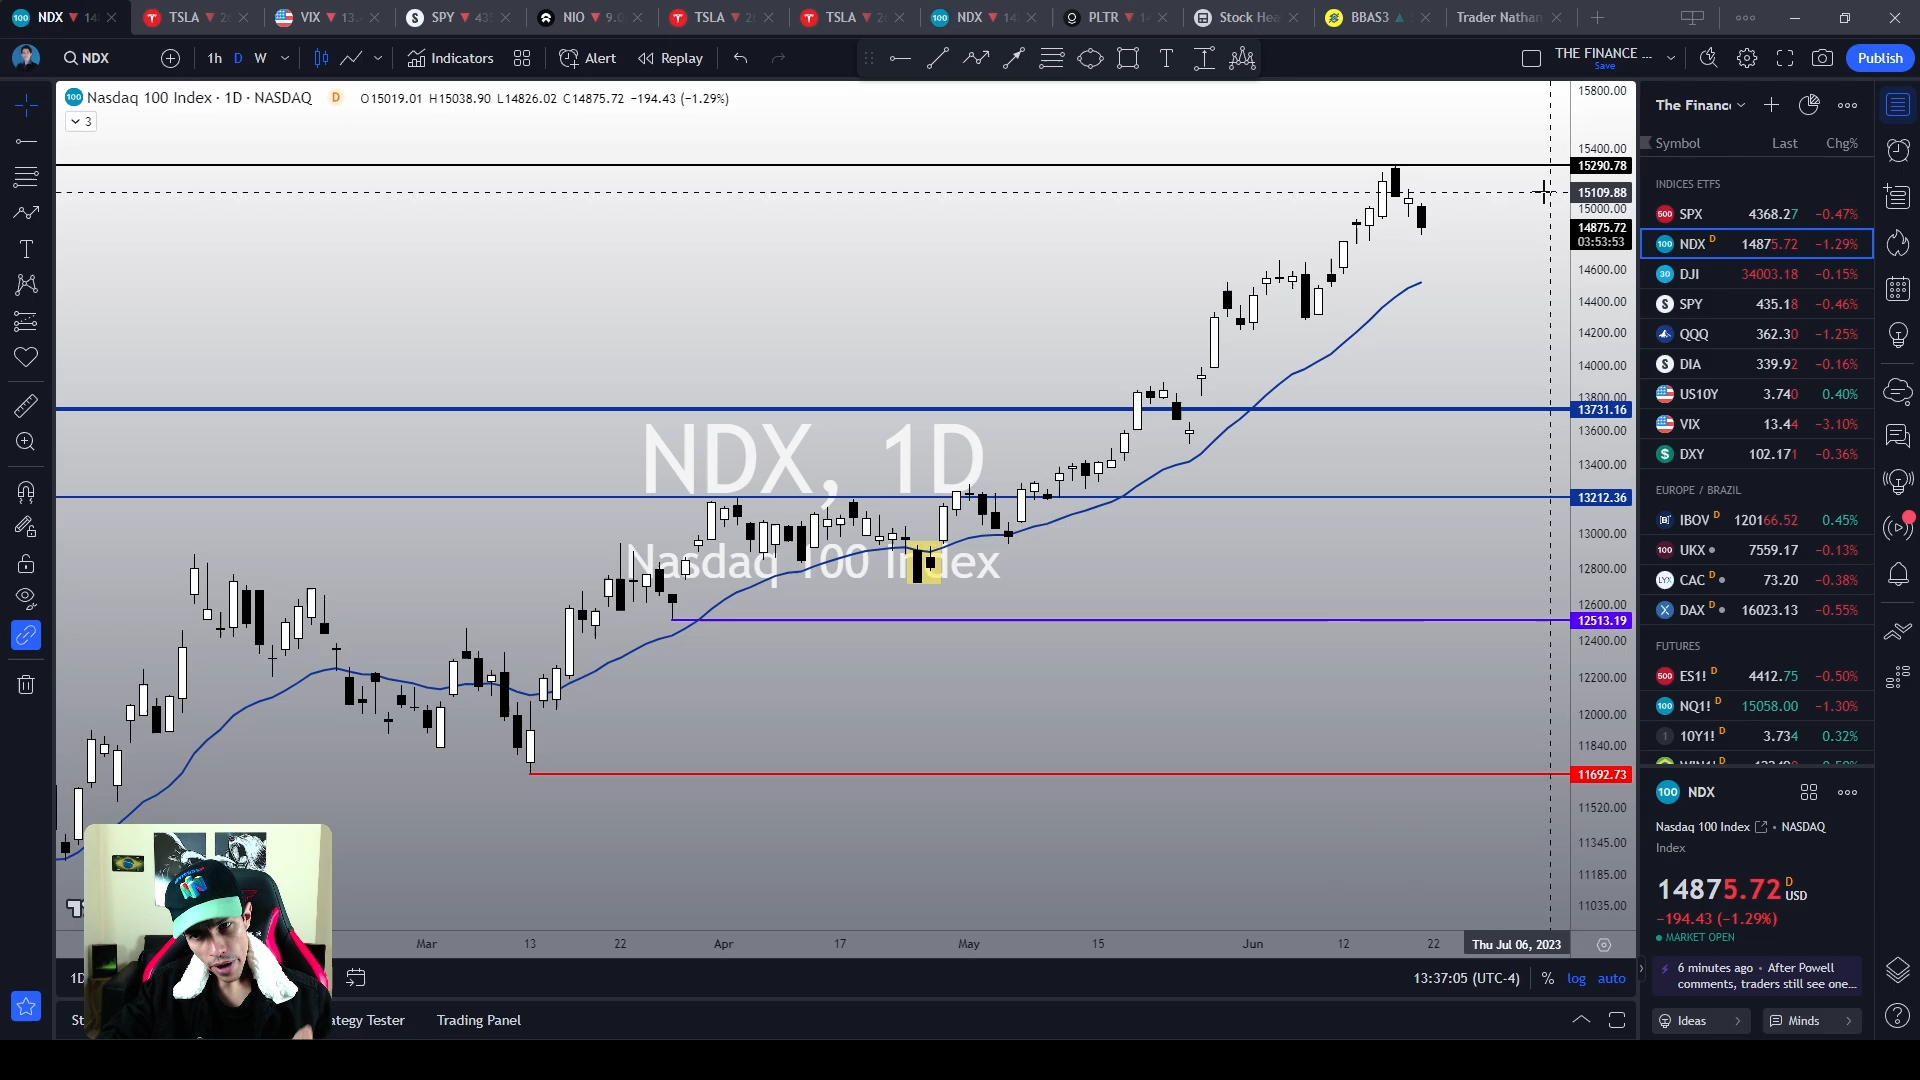 NDX
TSLA
VIX
SPY
NIO
TSLA
TSLA
NDX
PLTR
Stock Hea
BBAS3
Trader Nathan
NDX
1h D W
Indicators
Alert
Replay
THE FINANCE ...
Save
Publish
Nasdaq 100 Index · 1D · NASDAQ D O15019.01 H15038.90 L14826.02 C14875.72 −194.43 (−1.29%)
3
NDX, 1D
Nasdaq 100 Index
15800.00
15400.00
15290.78
15109.88
15000.00
14875.72
03:53:53
14600.00
14400.00
14200.00
14000.00
13800.00
13731.16
13600.00
13400.00
13212.36
13000.00
12800.00
12600.00
12513.19
12400.00
12200.00
12000.00
11840.00
11692.73
11520.00
11345.00
11185.00
11035.00
Mar 13 22 Apr 17 May 15 Jun 12 22 Thu Jul 06, 2023
1D
13:37:05 (UTC-4) % log auto
St
ategy Tester Trading Panel
The Financ
Symbol Last Chg%
INDICES ETFS
SPX 4368.27 −0.47%
NDX D 14875.72 −1.29%
DJI 34003.18 −0.15%
SPY 435.18 −0.46%
QQQ 362.30 −1.25%
DIA 339.92 −0.16%
US10Y 3.740 0.40%
VIX 13.44 −3.10%
DXY 102.171 −0.36%
EUROPE / BRAZIL
IBOV D 120166.52 0.45%
UKX 7559.17 −0.13%
CAC D 73.20 −0.38%
DAX D 16023.13 −0.55%
FUTURES
ES1! D 4412.75 −0.50%
NQ1! D 15058.00 −1.30%
10Y1! D 3.734 0.32%
100 NDX
Nasdaq 100 Index • NASDAQ
Index
14875.72 D USD
−194.43 (−1.29%)
MARKET OPEN
6 minutes ago • After Powell
comments, traders still see one...
Ideas
Minds